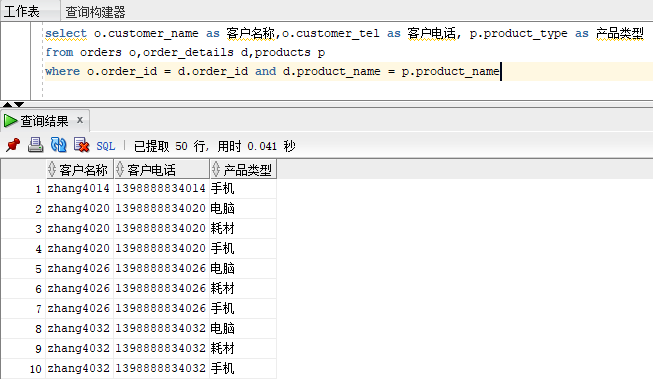 工作表 查询构建器
select o.customer_name as 客户名称,o.customer_tel as 客户电话, p.product_type as 产品类型
from orders o,order_details d,products p
where o.order_id = d.order_id and d.product_name = p.product_name
查询结果 x
SQL | 已提取 50 行, 用时 0.041 秒
客户名称 客户电话 产品类型
1 zhang4014 1398888834014 手机
2 zhang4020 1398888834020 电脑
3 zhang4020 1398888834020 耗材
4 zhang4020 1398888834020 手机
5 zhang4026 1398888834026 电脑
6 zhang4026 1398888834026 耗材
7 zhang4026 1398888834026 手机
8 zhang4032 1398888834032 电脑
9 zhang4032 1398888834032 耗材
10 zhang4032 1398888834032 手机